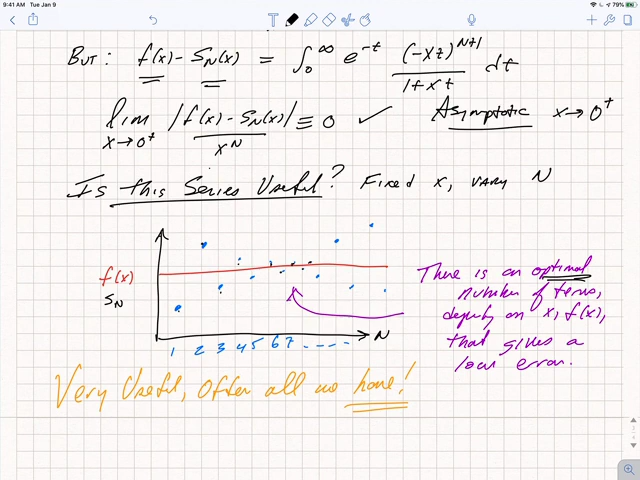 9:41 AM Tue Jan 9
79%
T
BUT: f(x) - S_N(x) = ∫_0^∞ e^{-t} (-xt)^{N+1} / (1+xt) dt
lim x→0^+ |f(x) - S_N(x)| / x^N ≡ 0 ✓ Asymptotic x→0^+
Is this Series Useful? Fixed x, vary N
f(x)
S_N
There is an optimal
number of terms,
depends on x, f(x),
that gives a
low error.
N
1 2 3 4 5 6 7 ----
Very Useful, Often all we have!